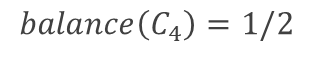 balance(C₄) = 1/2